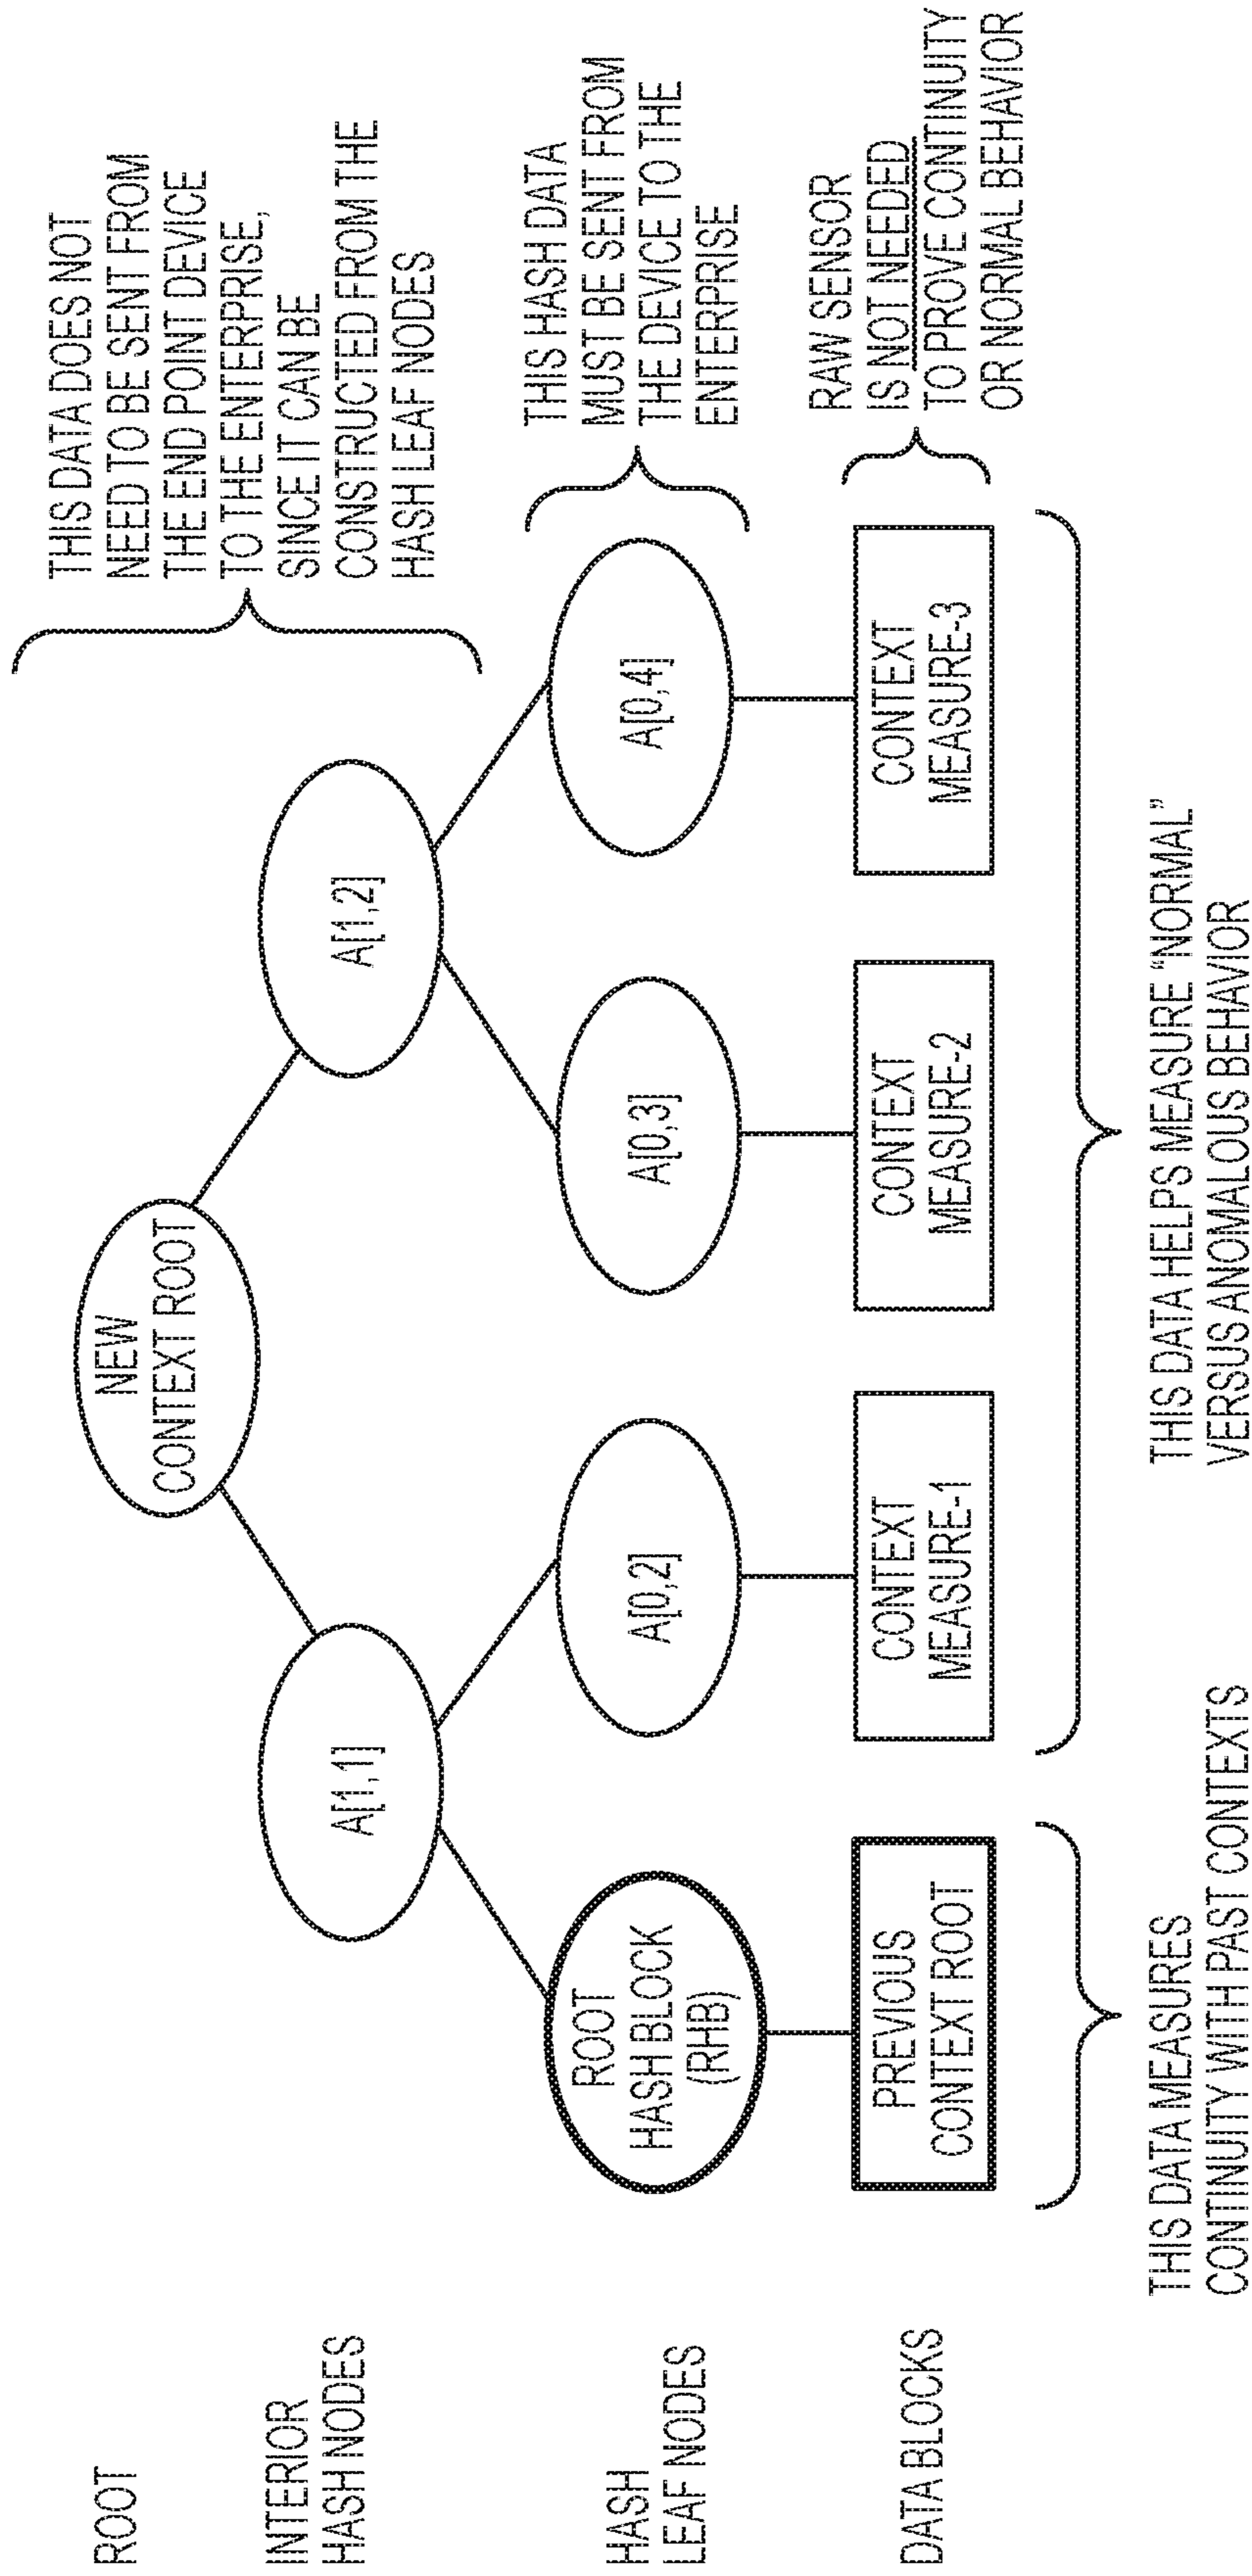 ROOT
NEW
CONTEXT ROOT
THIS DATA DOES NOT
NEED TO BE SENT FROM
THE END POINT DEVICE
TO THE ENTERPRISE,
SINCE IT CAN BE
CONSTRUCTED FROM THE
HASH LEAF NODES
INTERIOR
HASH NODES
A[1,1]
A[1,2]
HASH
LEAF NODES
ROOT
HASH BLOCK
(RHB)
A[0,2]
A[0,3]
A[0,4]
THIS HASH DATA
MUST BE SENT FROM
THE DEVICE TO THE
ENTERPRISE
DATA BLOCKS
PREVIOUS
CONTEXT ROOT
CONTEXT
MEASURE-1
CONTEXT
MEASURE-2
CONTEXT
MEASURE-3
RAW SENSOR
IS NOT NEEDED
TO PROVE CONTINUITY
OR NORMAL BEHAVIOR
THIS DATA MEASURES
CONTINUITY WITH PAST CONTEXTS
THIS DATA HELPS MEASURE “NORMAL”
VERSUS ANOMALOUS BEHAVIOR